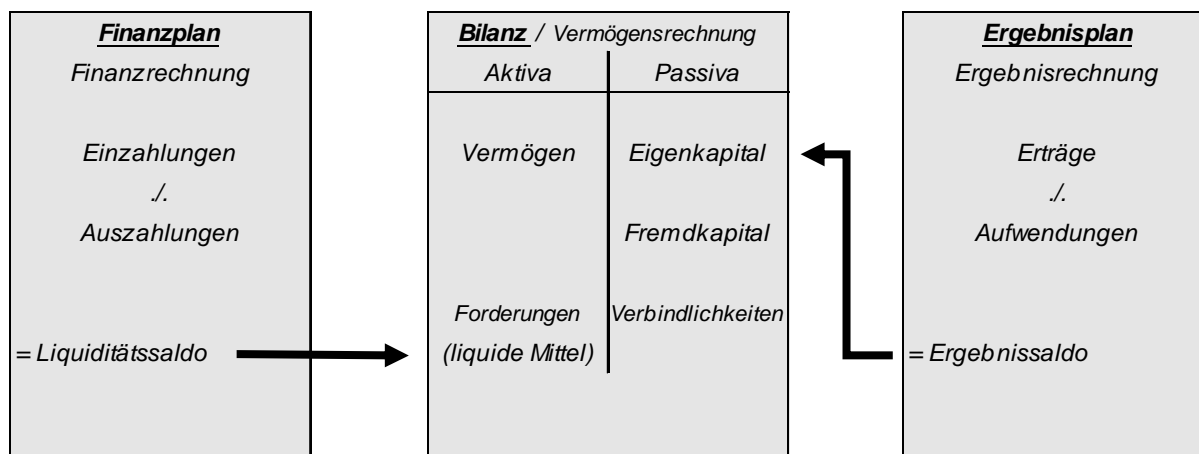 Finanzplan
Finanzrechnung
Einzahlungen
./.
Auszahlungen
= Liquiditätssaldo
Bilanz / Vermögensrechnung
Aktiva Passiva
Vermögen Eigenkapital
Fremdkapital
Forderungen Verbindlichkeiten
(liquide Mittel)
Ergebnisplan
Ergebnisrechnung
Erträge
./.
Aufwendungen
= Ergebnissaldo